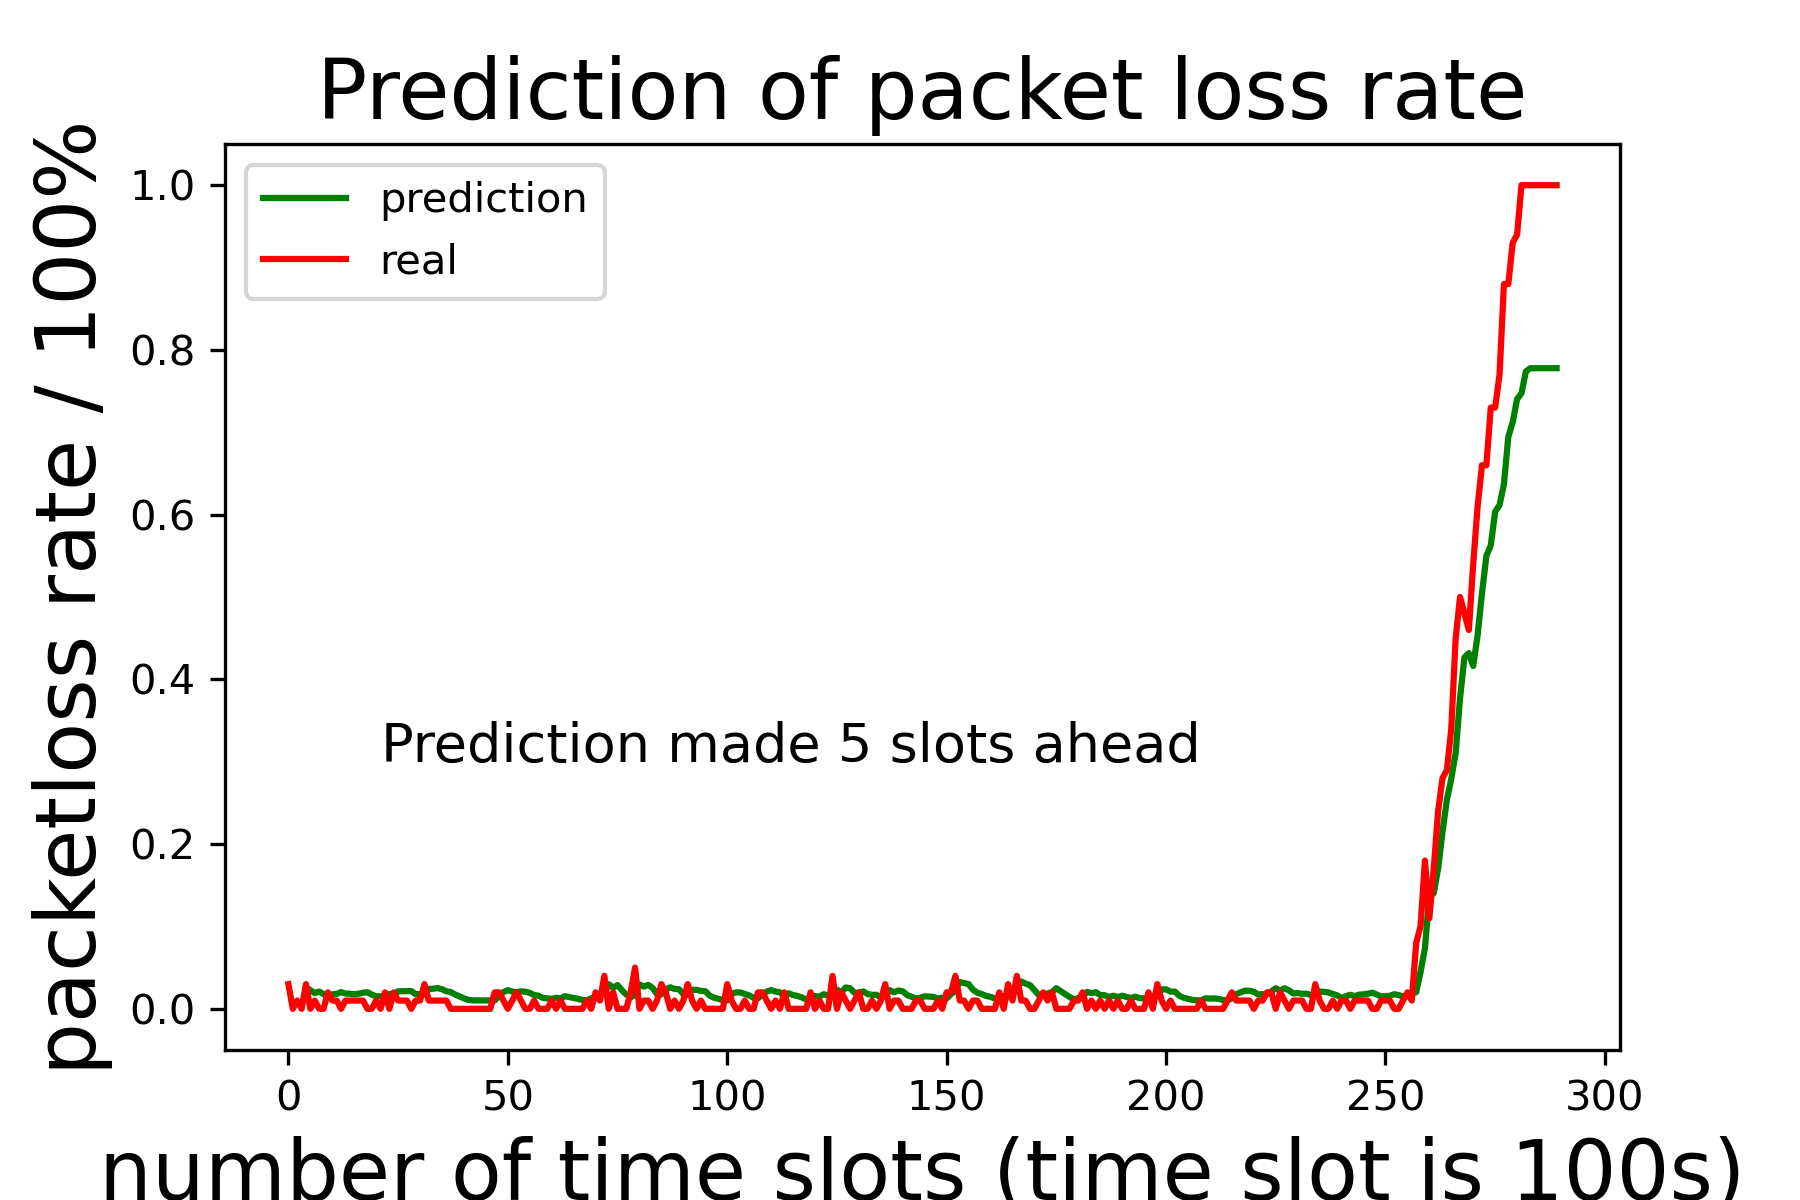 Prediction of packet loss rate
packetloss rate / 100%
1.0
0.8
0.6
0.4
0.2
0.0
prediction
real
Prediction made 5 slots ahead
0 50 100 150 200 250 300
number of time slots (time slot is 100s)